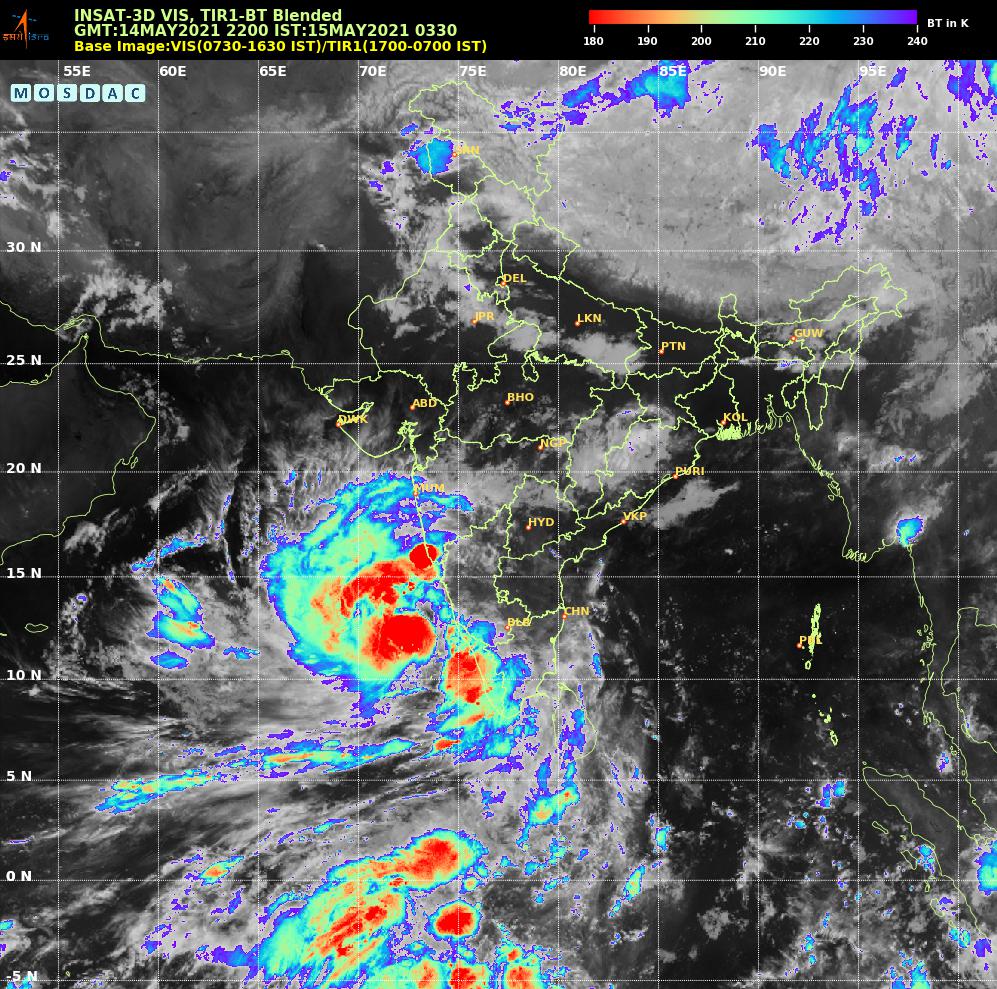 INSAT-3D VIS, TIR1-BT Blended
GMT:14MAY2021 2200 IST:15MAY2021 0330
Base Image:VIS(0730-1630 IST)/TIR1(1700-0700 IST)
BT in K
180 190 200 210 220 230 240
55E 60E 65E 70E 75E 80E 85E 90E 95E
MOSDAC
SRN
30 N
DEL
JPR LKN
GUW
PTN
25 N
BHO
ABD
DWK KOL
NGP
20 N
PURI
MUM
VKP
HYD
15 N
CHN
BLR
PBL
10 N
5 N
0 N
-5 N